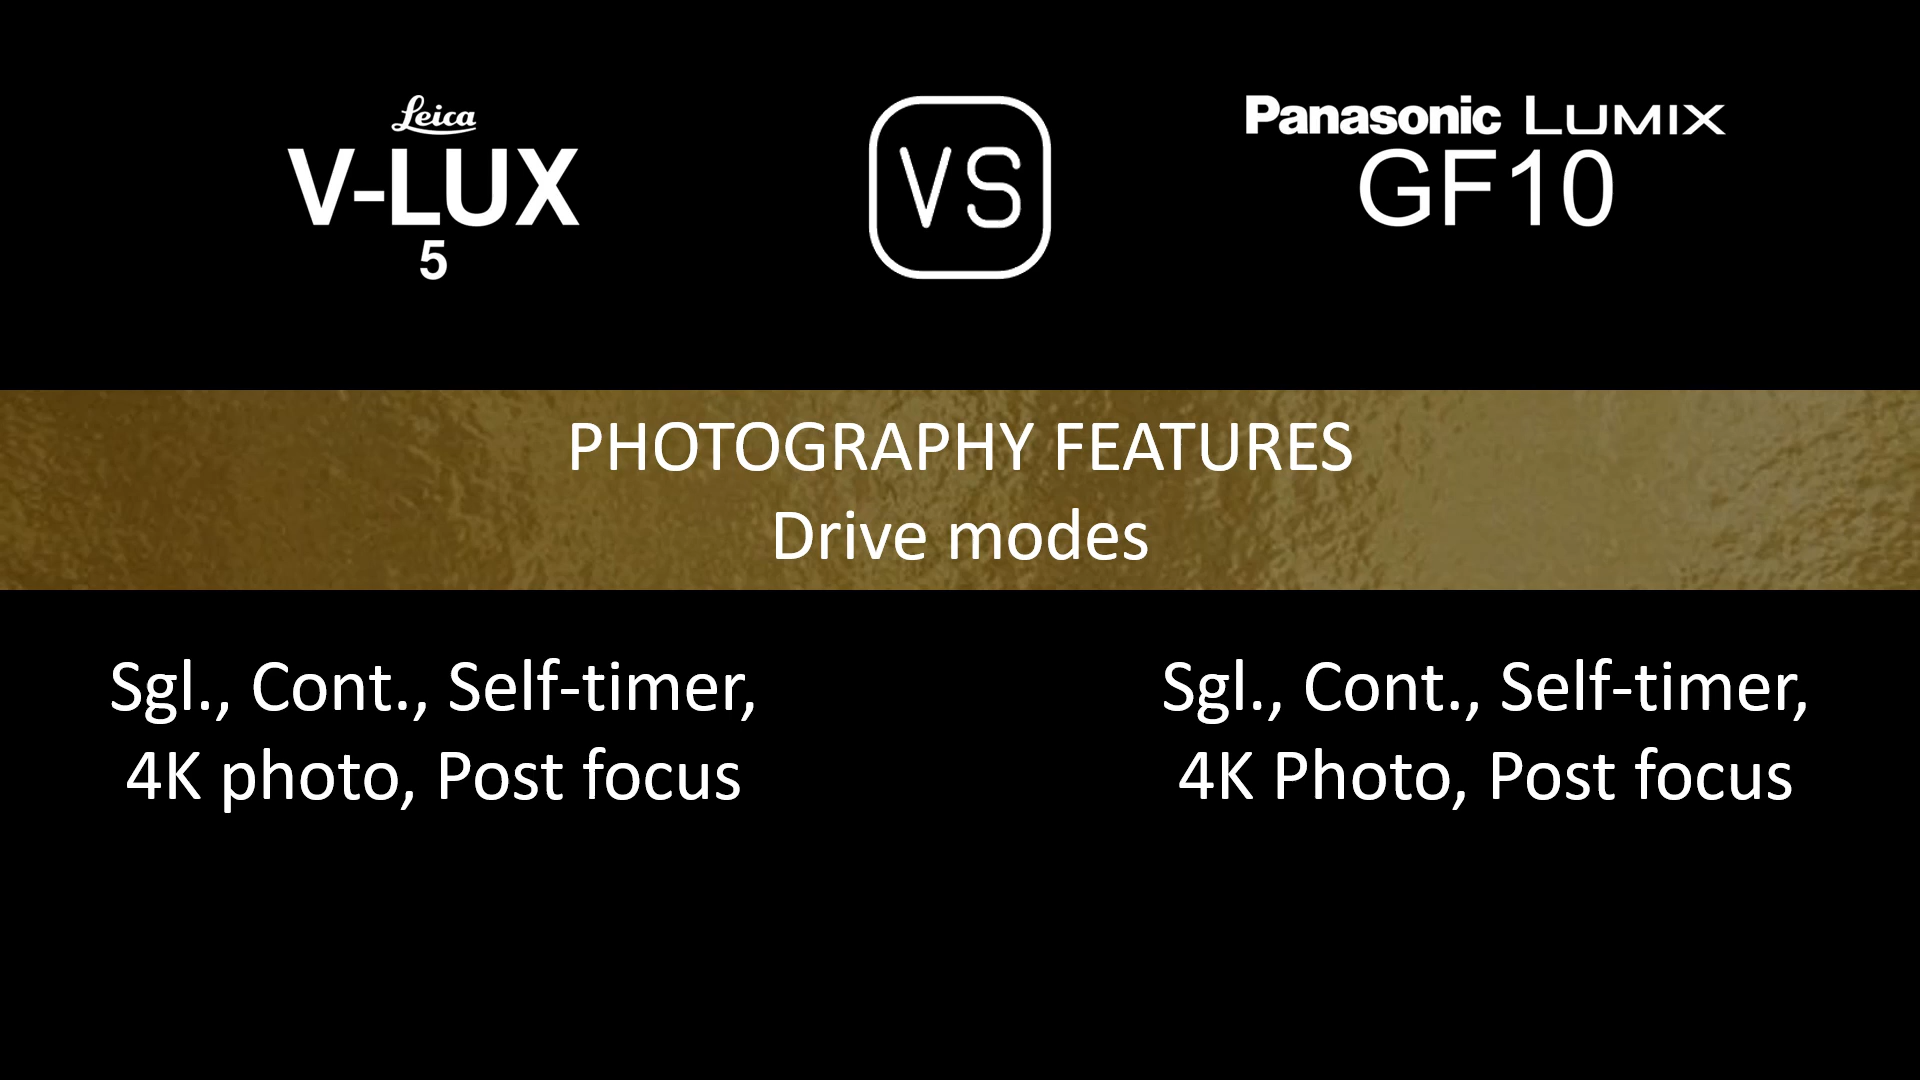 Leica
V-LUX
5
VS
Panasonic LUMIX
GF10
PHOTOGRAPHY FEATURES
Drive modes
Sgl., Cont., Self-timer,
4K photo, Post focus
Sgl., Cont., Self-timer,
4K Photo, Post focus